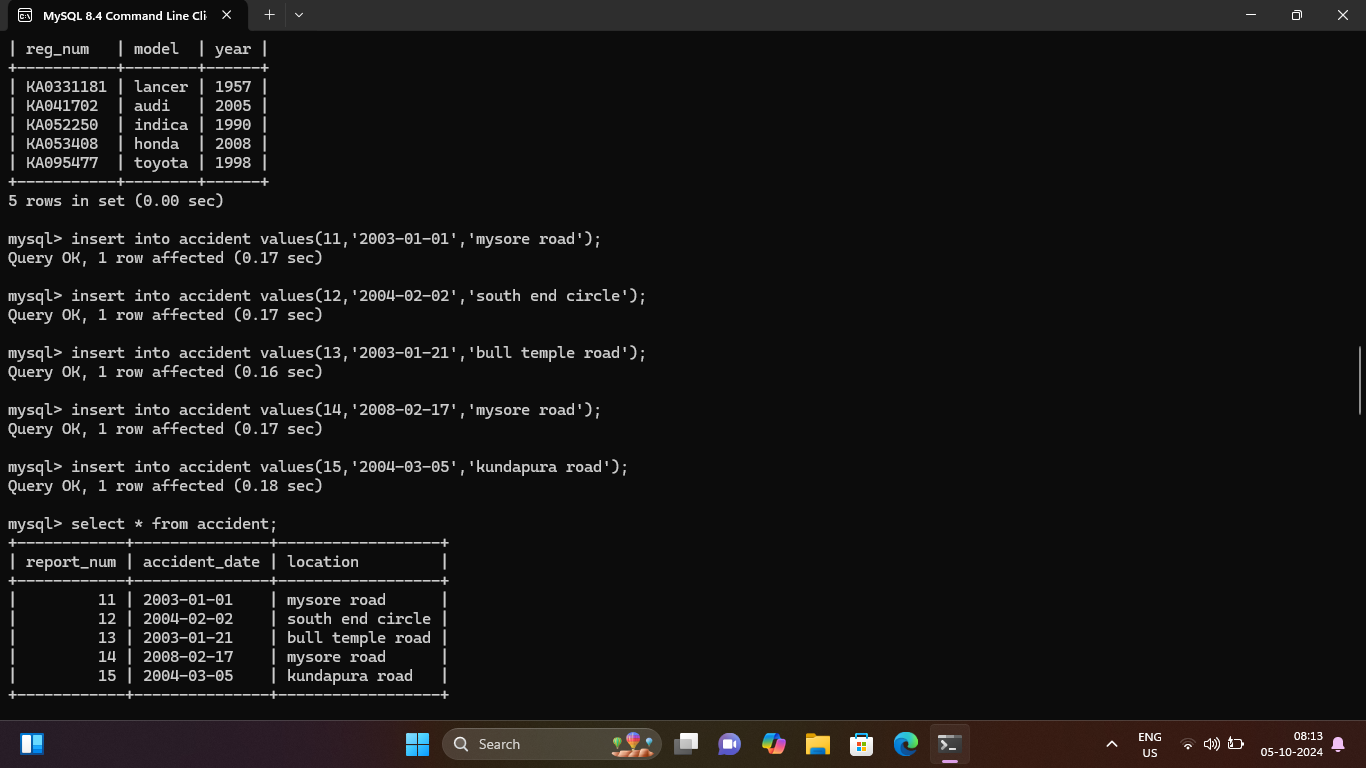 MySQL 8.4 Command Line Cli
| reg_num   | model  | year |
+-----------+--------+------+
| KA0331181 | lancer | 1957 |
| KA041702  | audi   | 2005 |
| KA052250  | indica | 1990 |
| KA053408  | honda  | 2008 |
| KA095477  | toyota | 1998 |
+-----------+--------+------+
5 rows in set (0.00 sec)
mysql> insert into accident values(11,'2003-01-01','mysore road');
Query OK, 1 row affected (0.17 sec)
mysql> insert into accident values(12,'2004-02-02','south end circle');
Query OK, 1 row affected (0.17 sec)
mysql> insert into accident values(13,'2003-01-21','bull temple road');
Query OK, 1 row affected (0.16 sec)
mysql> insert into accident values(14,'2008-02-17','mysore road');
Query OK, 1 row affected (0.17 sec)
mysql> insert into accident values(15,'2004-03-05','kundapura road');
Query OK, 1 row affected (0.18 sec)
mysql> select * from accident;
+------------+---------------+------------------+
| report_num | accident_date | location         |
+------------+---------------+------------------+
|         11 | 2003-01-01    | mysore road      |
|         12 | 2004-02-02    | south end circle |
|         13 | 2003-01-21    | bull temple road |
|         14 | 2008-02-17    | mysore road      |
|         15 | 2004-03-05    | kundapura road   |
+------------+---------------+------------------+
Search
ENG
US
08:13
05-10-2024